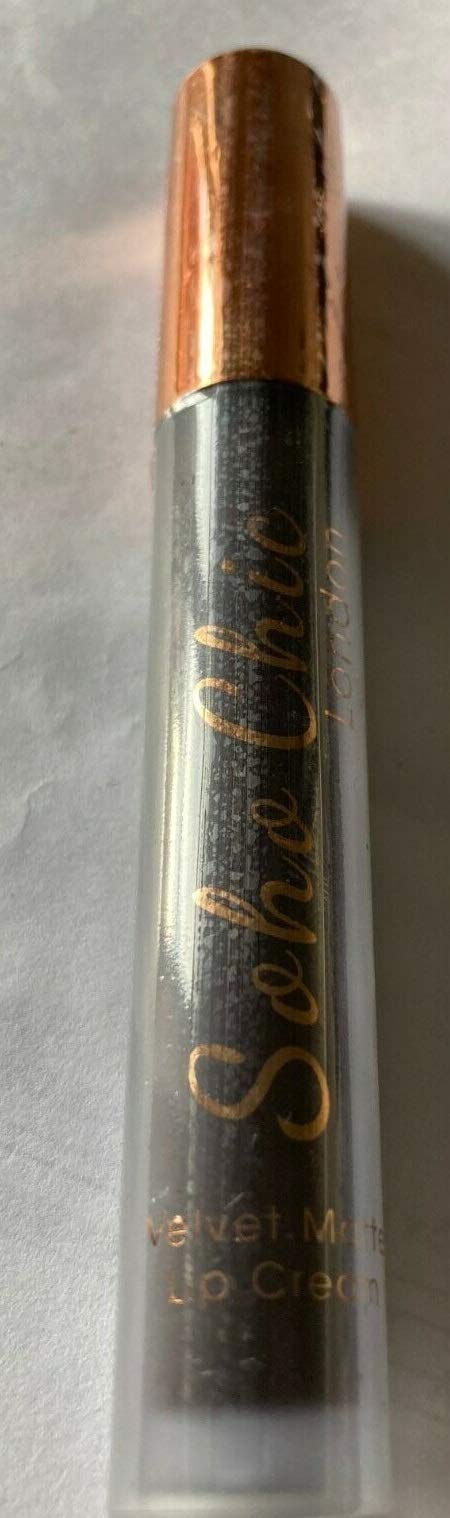 Soho Chic
London
Velvet Matte
Lip Cream